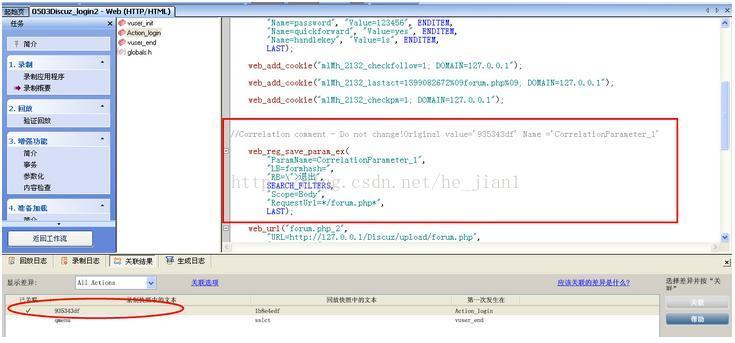 起始页 0503Discuz_login2 - Web (HTTP/HTML)
任务
简介
1. 录制
录制应用程序
录制概要
2. 回放
验证回放
3. 增强功能
简介
事务
参数化
内容检查
4. 准备加载
简介
返回工作流
vuser_init
Action_login
vuser_end
globals.h
"Name=password", "Value=123456", ENDITEM,
"Name=quickforward", "Value=yes", ENDITEM,
"Name=handlekey", "Value=ls", ENDITEM,
LAST);
web_add_cookie("mlMh_2132_checkfollow=1; DOMAIN=127.0.0.1");
web_add_cookie("mlMh_2132_lastact=1399082672%09forum.php%09; DOMAIN=127.0.0.1");
web_add_cookie("mlMh_2132_checkpm=1; DOMAIN=127.0.0.1");
//Correlation comment - Do not change!Original value='935343df' Name ='CorrelationParameter_1'
web_reg_save_param_ex(
"ParamName=CorrelationParameter_1",
"LB=formhash=",
"RB=\">退出",
SEARCH_FILTERS,
"Scope=Body",
"RequestUrl=*/forum.php*",
LAST);
web_url("forum.php_2",
"URL=http://127.0.0.1/Discuz/upload/forum.php",
回放日志 录制日志 关联结果 生成日志
显示差异: All Actions 关联选项 应该关联的差异是什么?
选择差异并按“关联”
已关联 录制快照中的文本 回放快照中的文本 第一次发生在
935343df 1b8e4edf Action_login
qmenu sslct vuser_end
关联
帮助